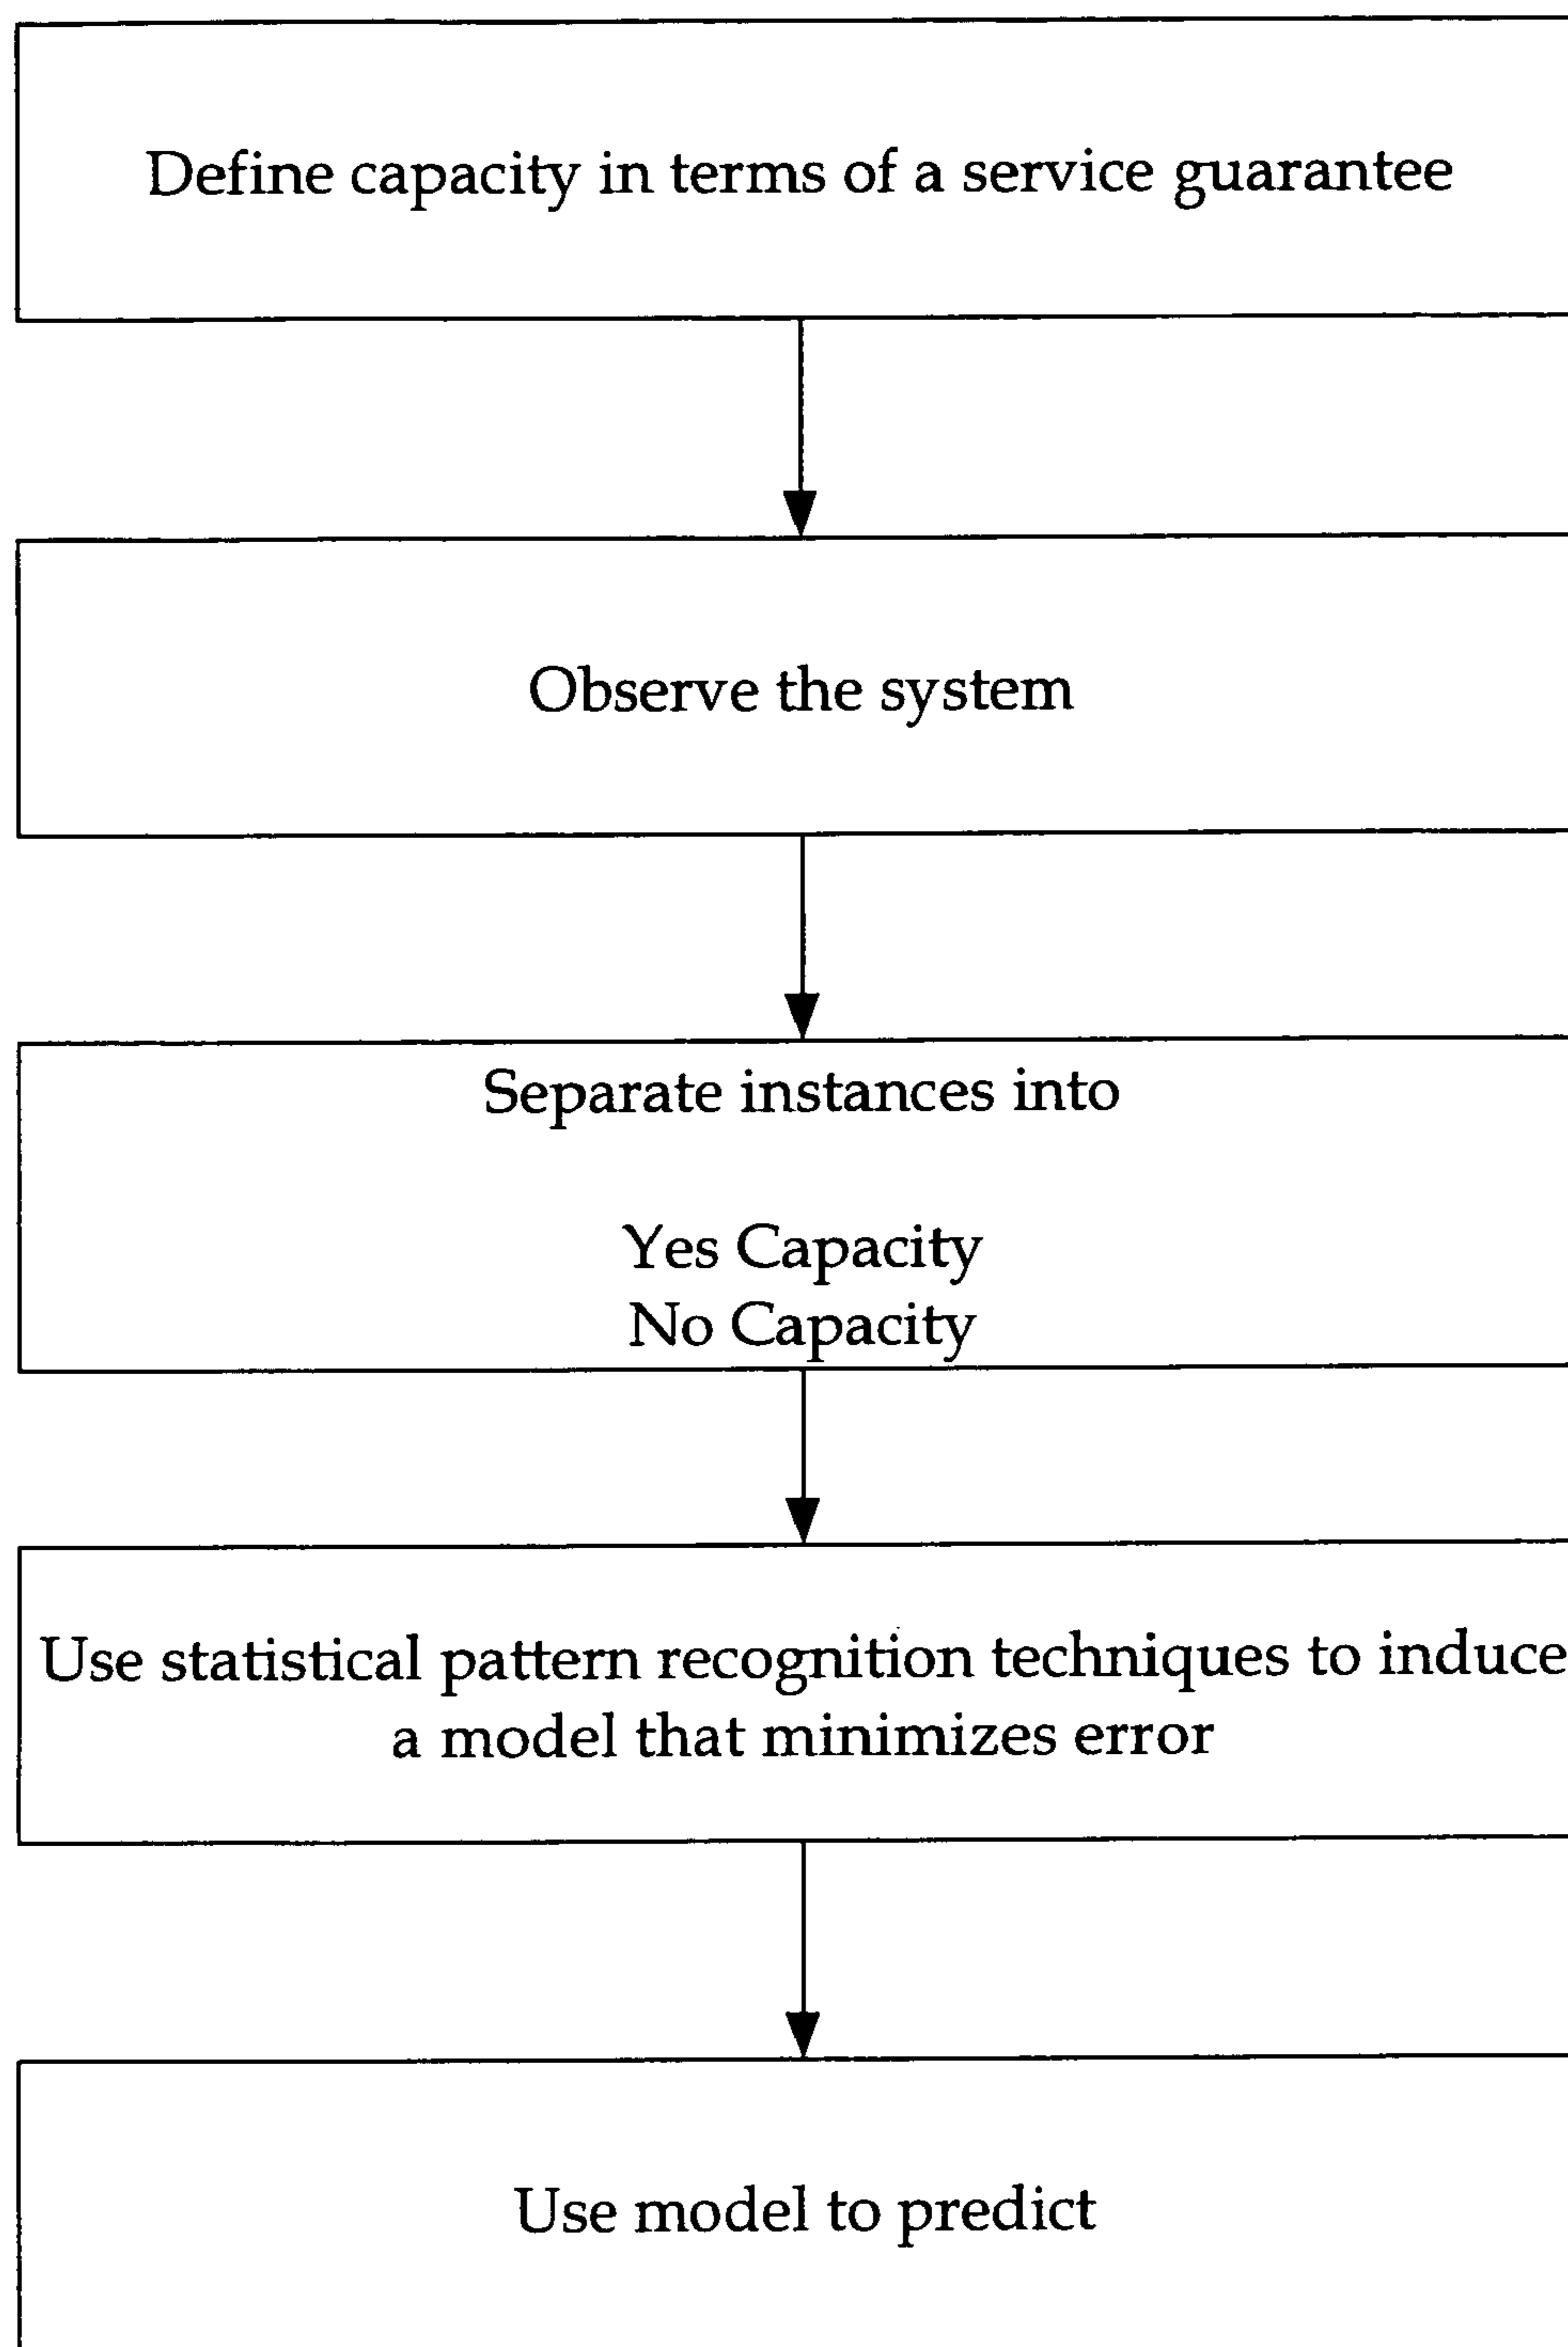 Define capacity in terms of a service guarantee
Observe the system
Separate instances into
Yes Capacity
No Capacity
Use statistical pattern recognition techniques to induce
a model that minimizes error
Use model to predict